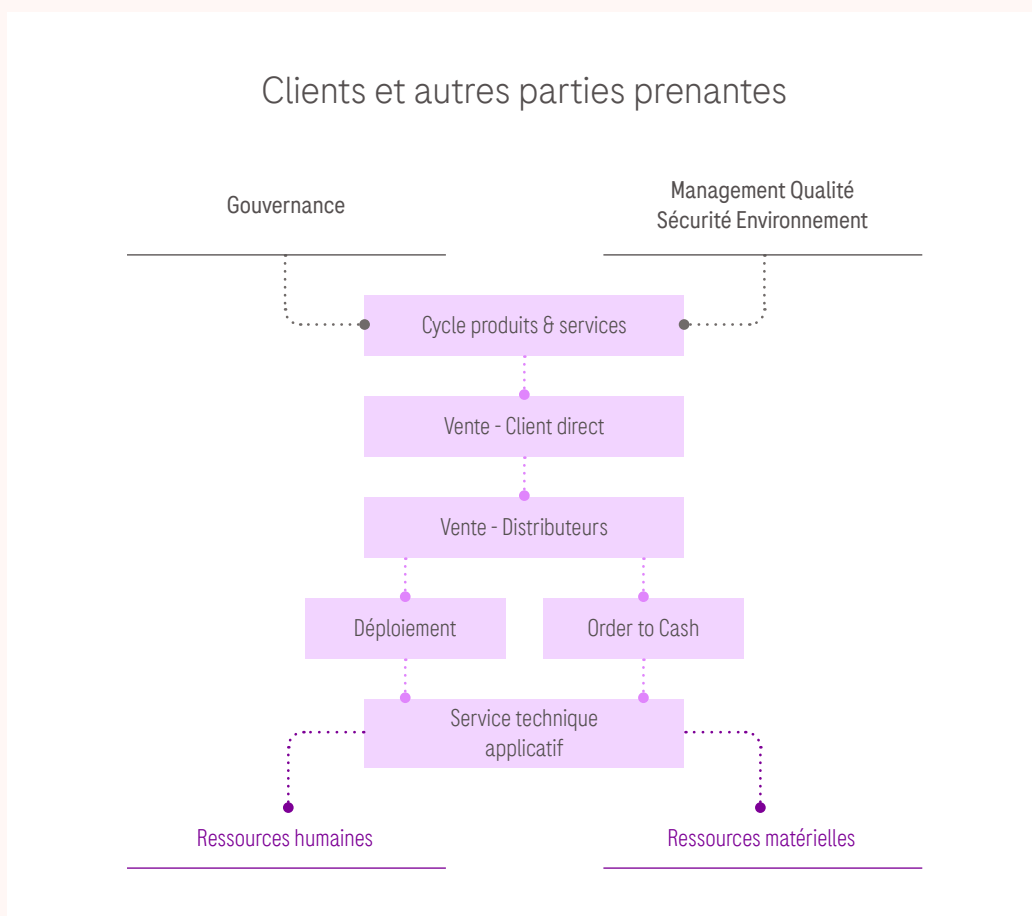 Clients et autres parties prenantes
Gouvernance
Management Qualité
Sécurité Environnement
Cycle produits & services
Vente - Client direct
Vente - Distributeurs
Déploiement
Order to Cash
Service technique
applicatif
Ressources humaines
Ressources matérielles